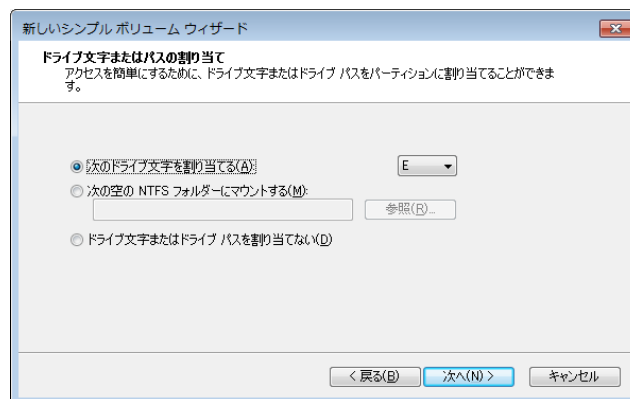 新しいシンプル ボリューム ウィザード
ドライブ文字またはパスの割り当て
アクセスを簡単にするために、ドライブ文字またはドライブ パスをパーティションに割り当てることができま
す。
次のドライブ文字を割り当てる(A): E
次の空の NTFS フォルダーにマウントする(M):
参照(R)...
ドライブ文字またはドライブ パスを割り当てない(D)
< 戻る(B) 次へ(N) > キャンセル